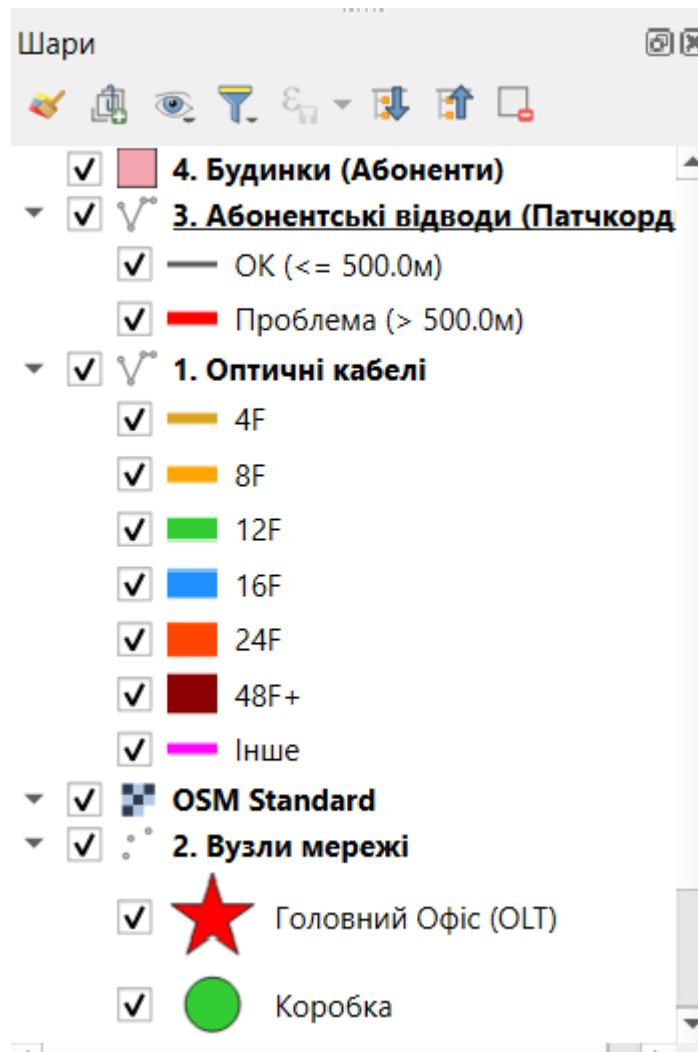 Шари
4. Будинки (Абоненти)
3. Абонентські відводи (Патчкорд
ОК (<= 500.0м)
Проблема (> 500.0м)
1. Оптичні кабелі
4F
8F
12F
16F
24F
48F+
Інше
OSM Standard
2. Вузли мережі
Головний Офіс (OLT)
Коробка